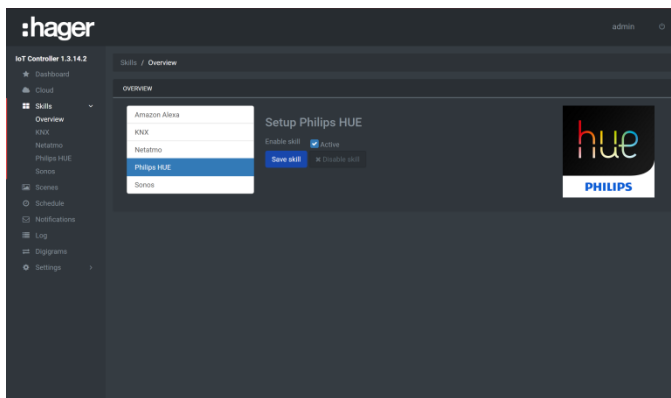 :hager
admin
IoT Controller 1.3.14.2
Dashboard
Cloud
Skills
Overview
KNX
Netatmo
Philips HUE
Sonos
Scenes
Schedule
Notifications
Log
Digigrams
Settings
Skills / Overview
OVERVIEW
Amazon Alexa
KNX
Netatmo
Philips HUE
Sonos
Setup Philips HUE
Enable skill Active
Save skill Disable skill
hue
PHILIPS